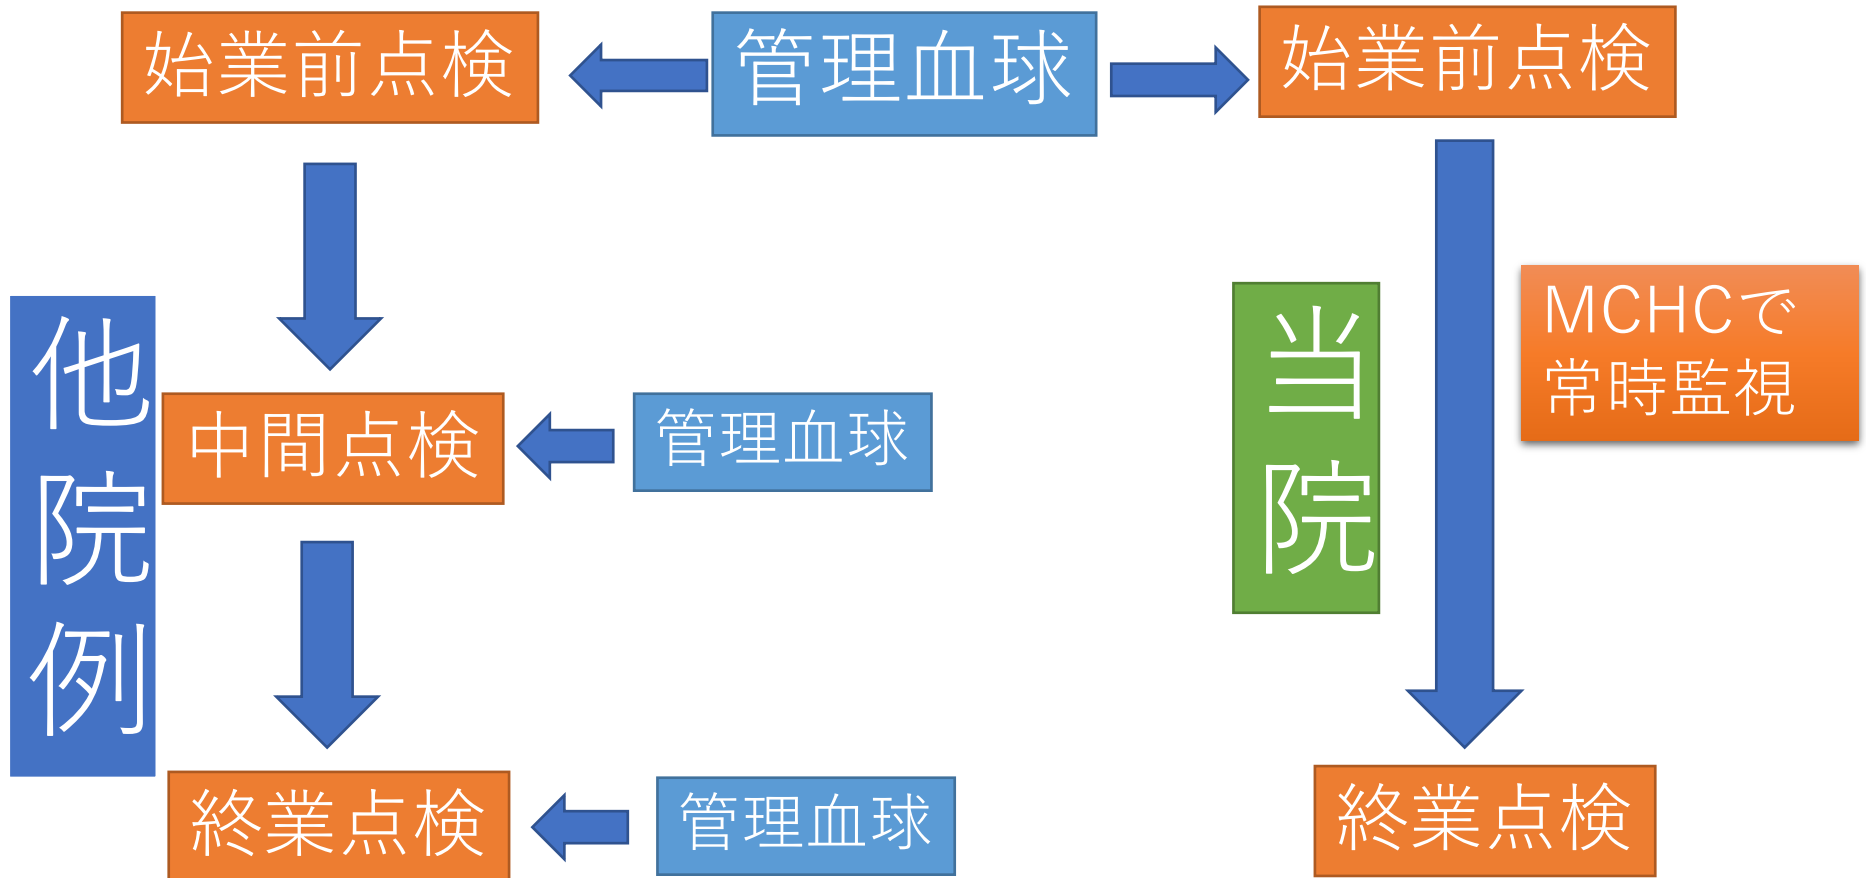 始業前点検
管理血球
始業前点検
他院例
中間点検
管理血球
当院
MCHCで
常時監視
終業点検
管理血球
終業点検